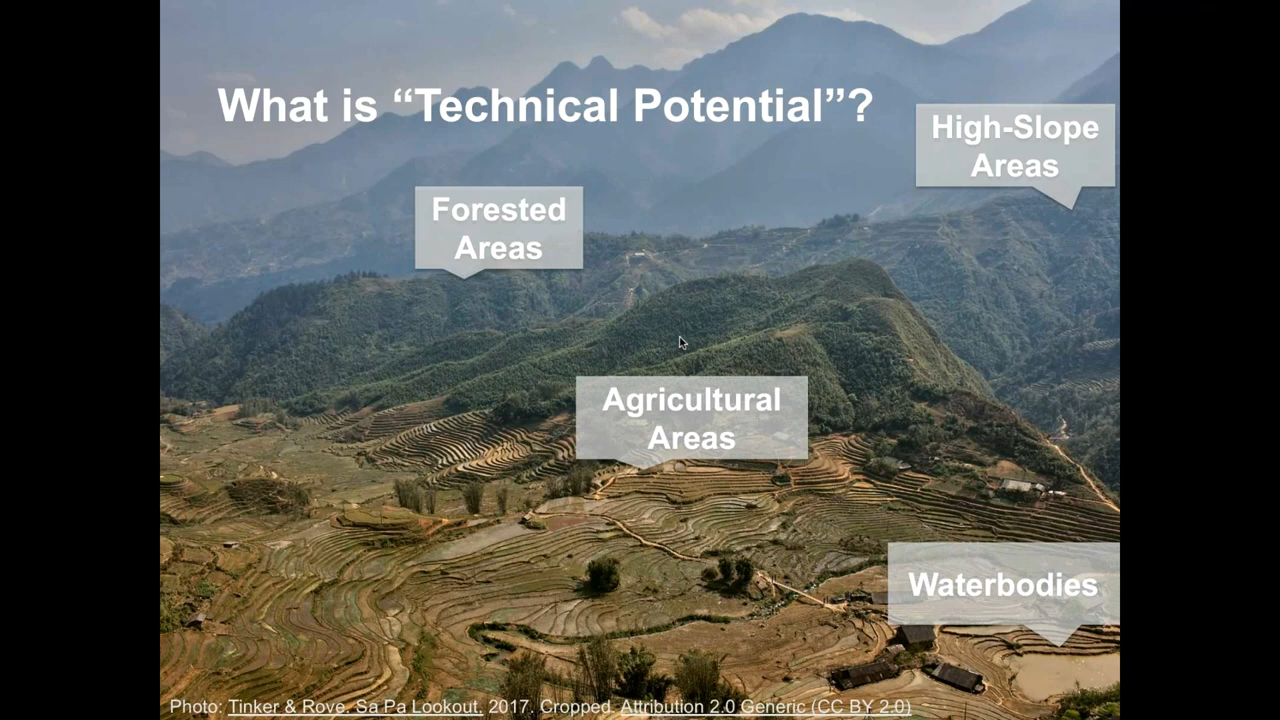 What is “Technical Potential”?
High-Slope
Areas
Forested
Areas
Agricultural
Areas
Waterbodies
Photo: Tinker & Rove. Sa Pa Lookout, 2017. Cropped. Attribution 2.0 Generic (CC BY 2.0)